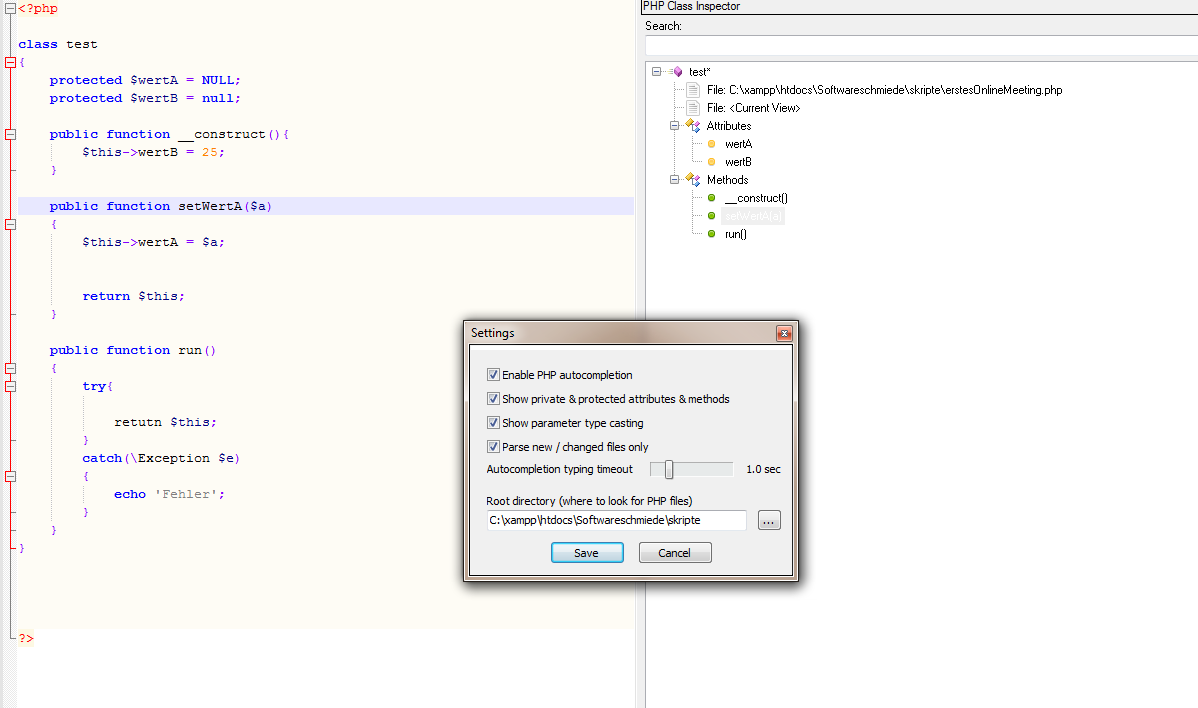 <?php
class test
{
protected $wertA = NULL;
protected $wertB = null;
public function __construct(){
$this->wertB = 25;
}
public function setWertA($a)
{
$this->wertA = $a;
return $this;
}
public function run()
{
try{
retutn $this;
}
catch(\Exception $e)
{
echo 'Fehler';
}
}
}
?>
PHP Class Inspector
Search:
test*
File: C:\xampp\htdocs\Softwareschmiede\skripte\erstesOnlineMeeting.php
File: <Current View>
Attributes
wertA
wertB
Methods
__construct()
setWertA(a)
run()
Settings
Enable PHP autocompletion
Show private & protected attributes & methods
Show parameter type casting
Parse new / changed files only
Autocompletion typing timeout 1.0 sec
Root directory (where to look for PHP files)
C:\xampp\htdocs\Softwareschmiede\skripte ...
Save Cancel